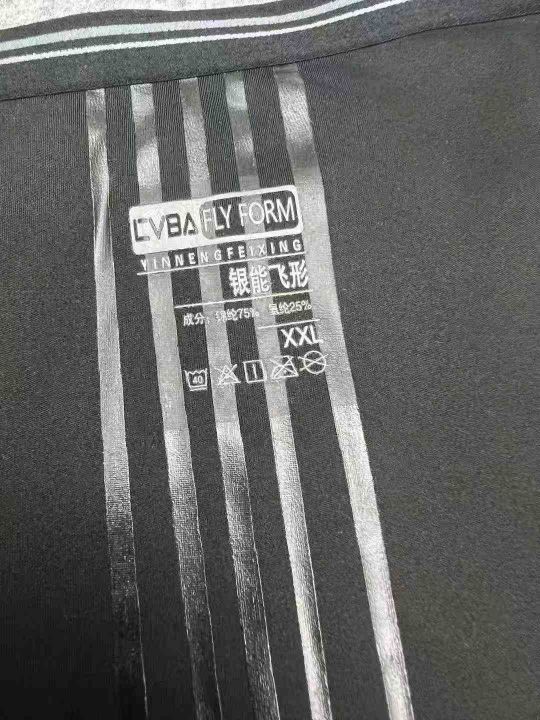 CVBA FLY FORM
YINNENGFEIXING
银能飞形
成分：锦纶75% 氨纶25%
XXL
40